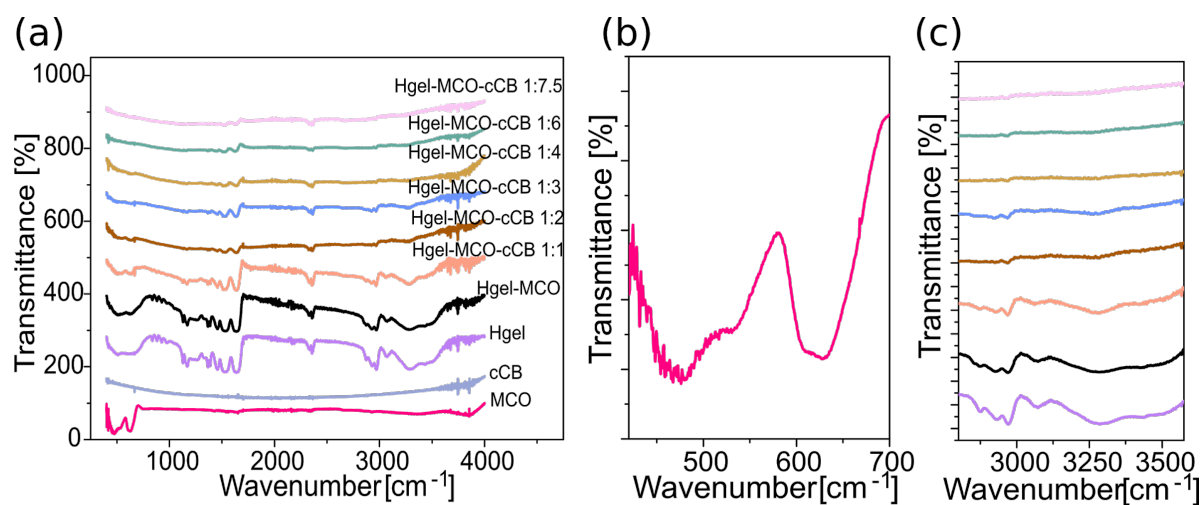 (a)
Transmittance [%]
1000
800
600
400
200
0
Hgel-MCO-cCB 1:7.5
Hgel-MCO-cCB 1:6
Hgel-MCO-cCB 1:4
Hgel-MCO-cCB 1:3
Hgel-MCO-cCB 1:2
Hgel-MCO-cCB 1:1
Hgel-MCO
Hgel
cCB
MCO
1000 2000 3000 4000
Wavenumber[cm⁻¹]
(b)
Transmittance [%]
500 600 700
Wavenumber[cm⁻¹]
(c)
Transmittance [%]
3000 3250 3500
Wavenumber[cm⁻¹]